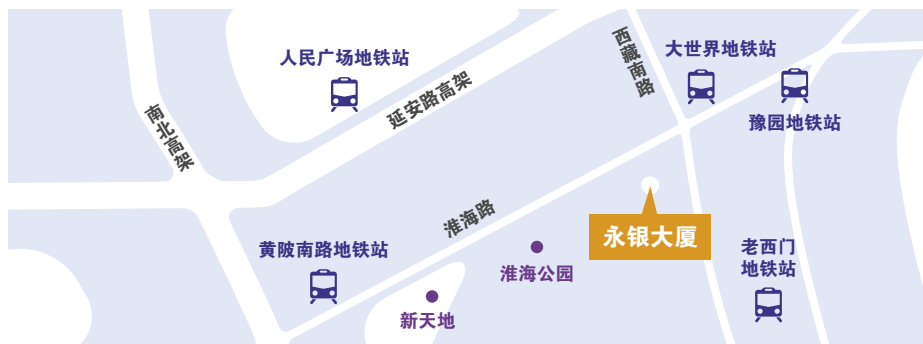 人民广场地铁站
西藏南路
大世界地铁站
延安路高架
南北高架
豫园地铁站
淮海路
永银大厦
黄陂南路地铁站
淮海公园
老西门
地铁站
新天地